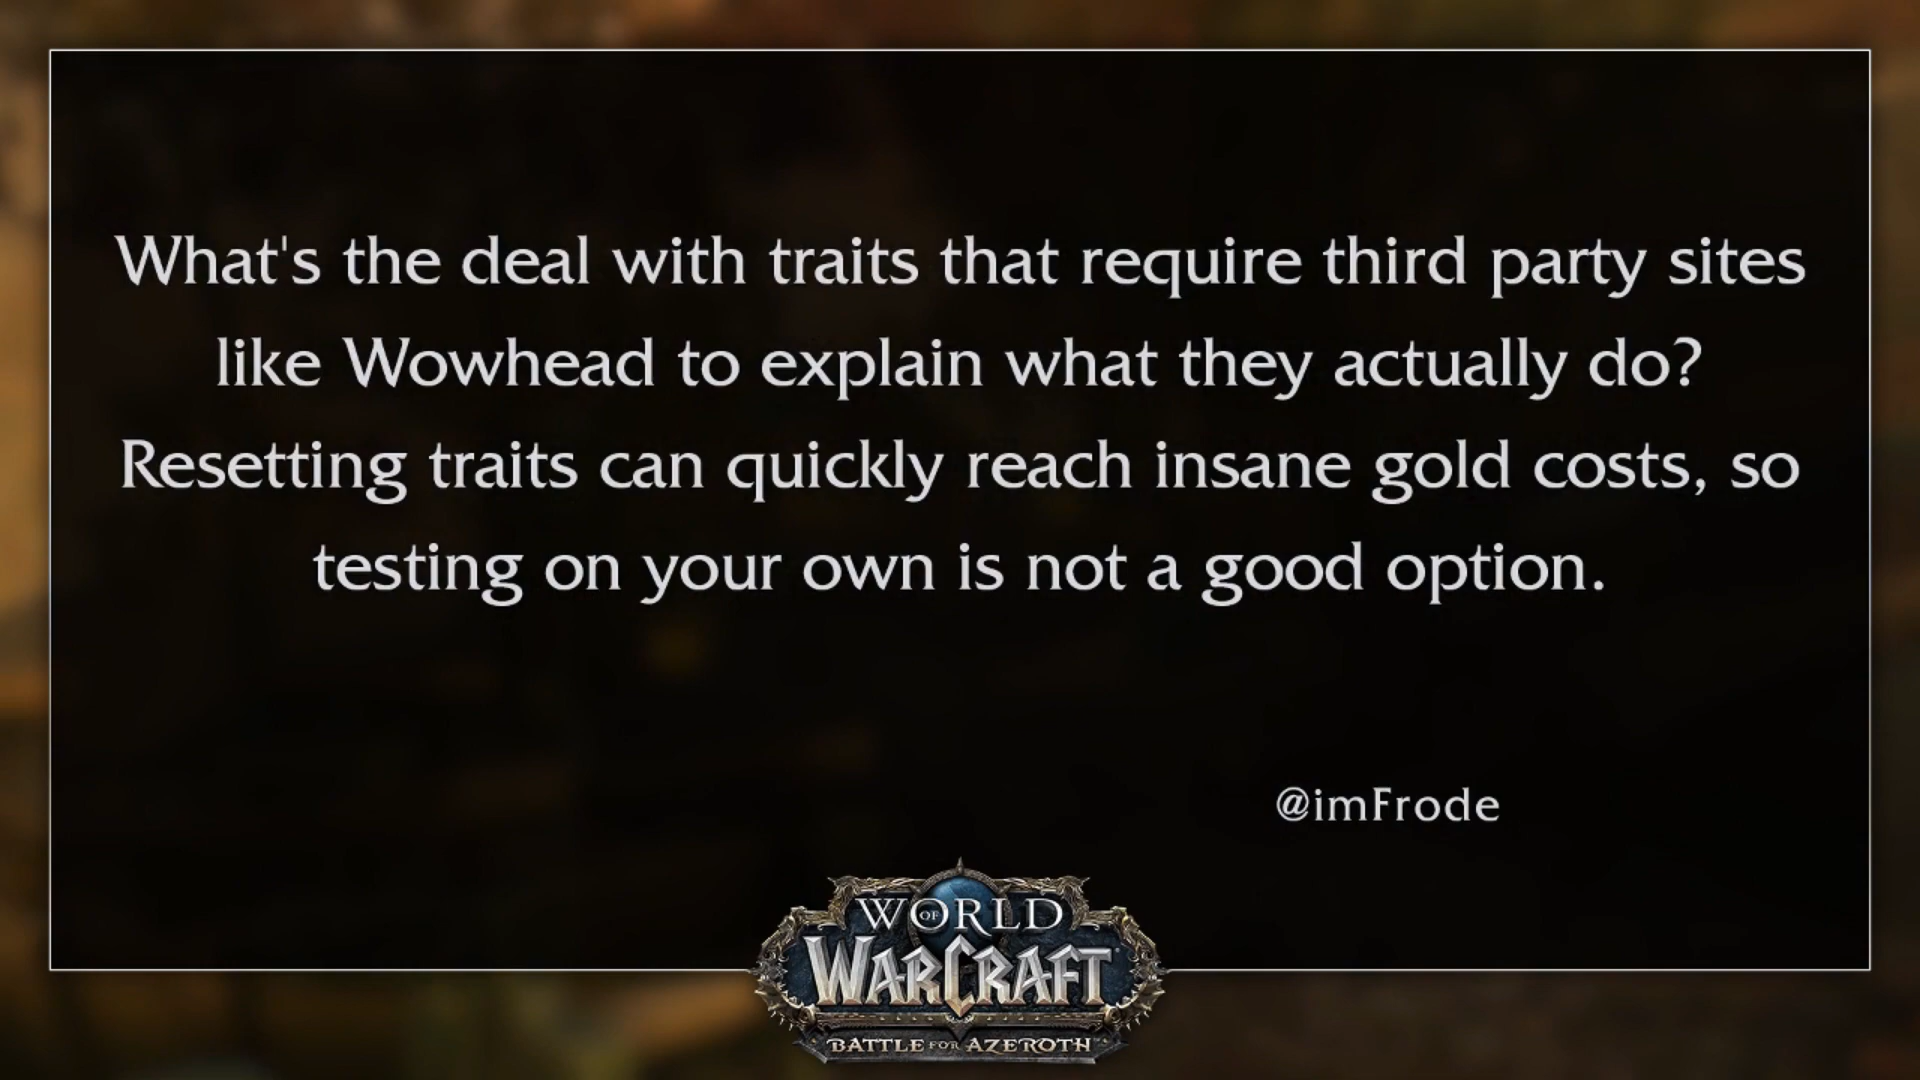 What's the deal with traits that require third party sites
like Wowhead to explain what they actually do?
Resetting traits can quickly reach insane gold costs, so
testing on your own is not a good option.
@imFrode
WORLD
OF
WARCRAFT
BATTLE FOR AZEROTH